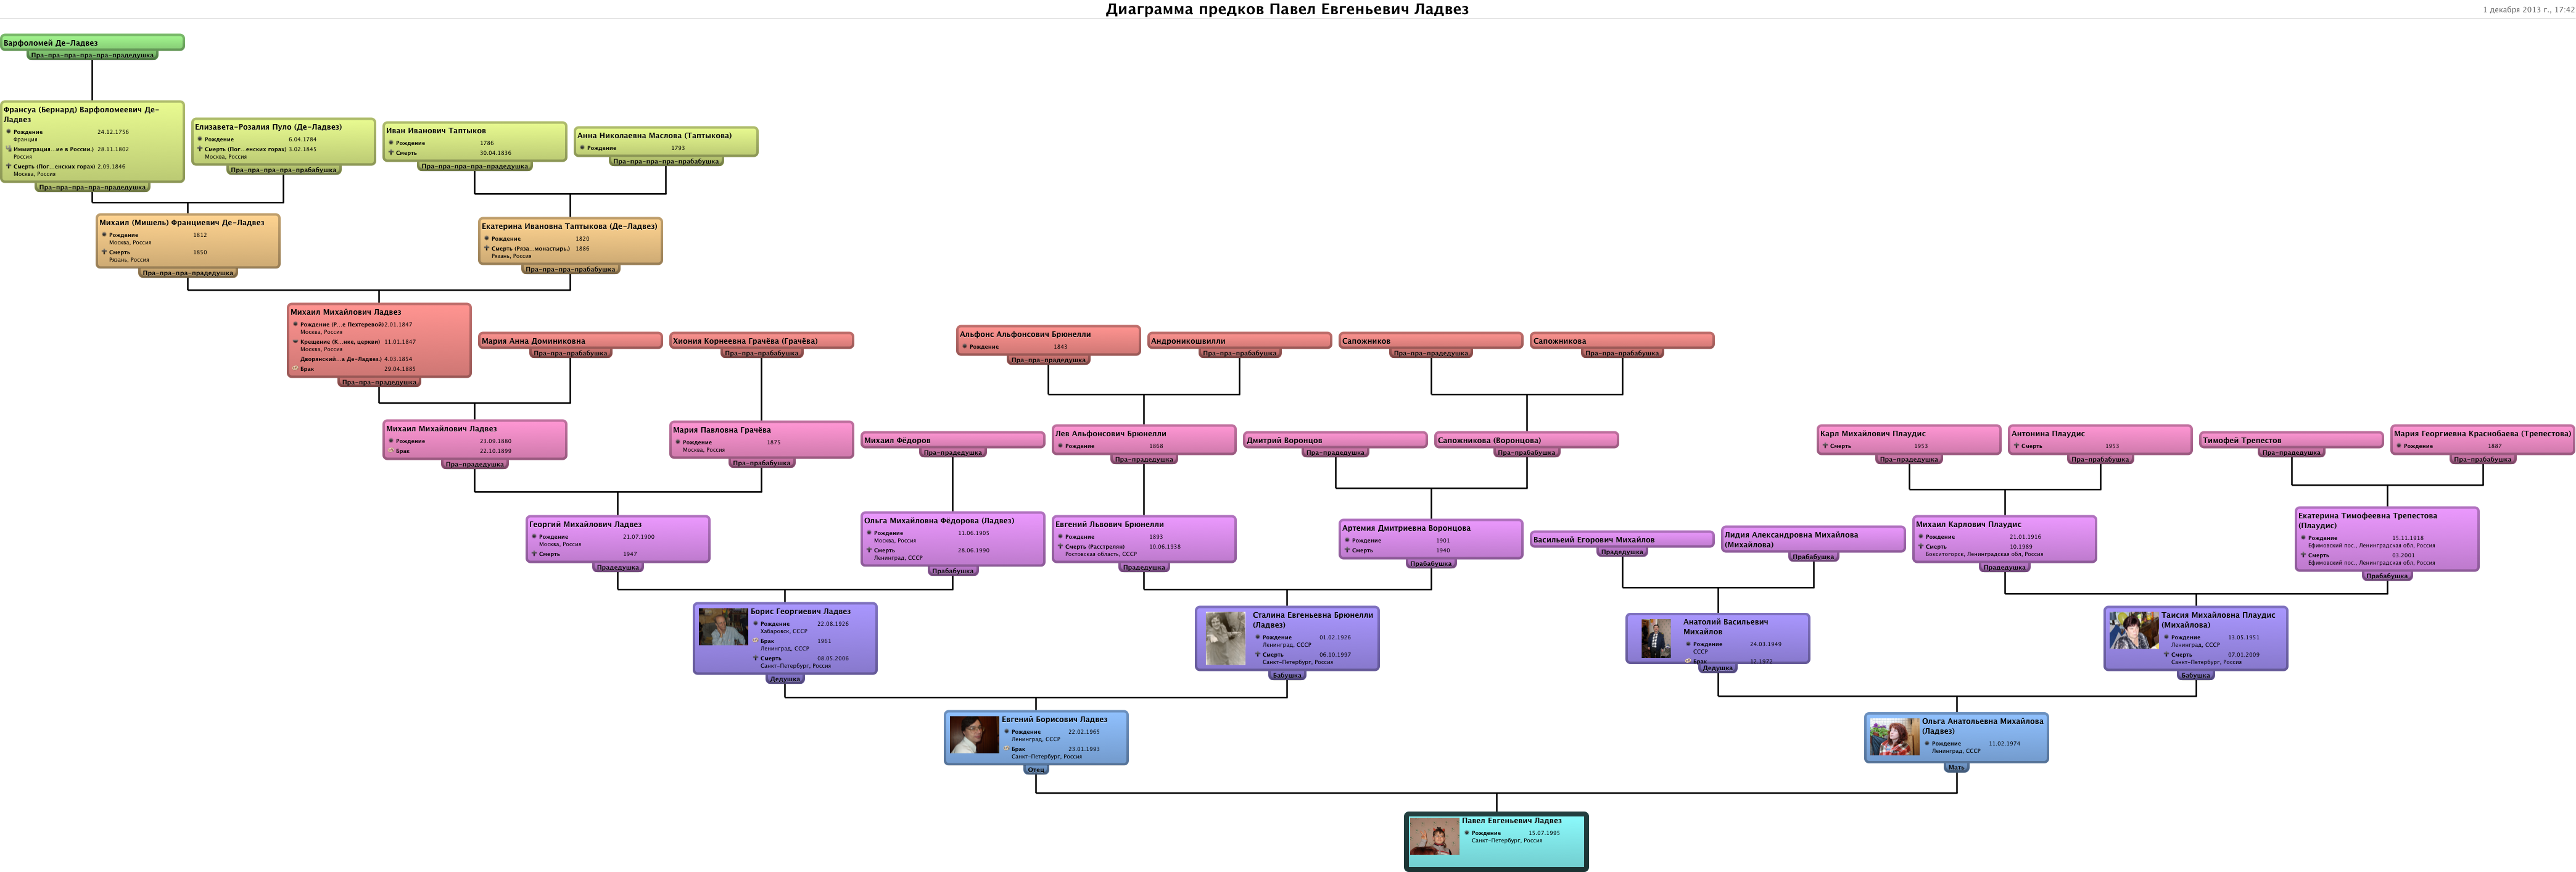 Диаграмма предков Павел Евгеньевич Ладвез
1 декабря 2013 г., 17:42
Варфоломей Де-Ладвез
Пра-пра-пра-пра-пра-прадедушка
Франсуа (Бернард) Варфоломеевич Де-
Ладвез
Рождение 24.12.1756
Франция
Иммиграция...ие в России.) 28.11.1802
Россия
Смерть (Пог...енских горах) 2.09.1846
Москва, Россия
Пра-пра-пра-пра-прадедушка
Елизавета-Розалия Пуло (Де-Ладвез)
Рождение 6.04.1784
Смерть (Пог...енских горах) 3.02.1845
Москва, Россия
Пра-пра-пра-пра-прабабушка
Иван Иванович Таптыков
Рождение 1786
Смерть 30.04.1836
Пра-пра-пра-пра-прадедушка
Анна Николаевна Маслова (Таптыкова)
Рождение 1793
Пра-пра-пра-пра-прабабушка
Михаил (Мишель) Францевич Де-Ладвез
Рождение 1812
Москва, Россия
Смерть 1850
Рязань, Россия
Пра-пра-пра-прадедушка
Екатерина Ивановна Таптыкова (Де-Ладвез)
Рождение 1820
Смерть (Ряза...монастырь.) 1886
Рязань, Россия
Пра-пра-пра-прабабушка
Михаил Михайлович Ладвез
Рождение (Р...е Пехтеревой) 2.01.1847
Москва, Россия
Крещение (К...нке, церкви) 11.01.1847
Москва, Россия
Дворянский...а Де-Ладвез.) 4.03.1854
Брак 29.04.1885
Пра-пра-прадедушка
Мария Анна Доминиковна
Пра-пра-прабабушка
Хиония Корнеевна Грачёва (Грачёва)
Пра-пра-прабабушка
Альфонс Альфонсович Брюнелли
Рождение 1843
Пра-пра-прадедушка
Андроникошвилли
Пра-пра-прабабушка
Сапожников
Пра-пра-прадедушка
Сапожникова
Пра-пра-прабабушка
Михаил Михайлович Ладвез
Рождение 23.09.1880
Брак 22.10.1899
Пра-прадедушка
Мария Павловна Грачёва
Рождение 1875
Москва, Россия
Пра-прабабушка
Михаил Фёдоров
Пра-прадедушка
Лев Альфонсович Брюнелли
Рождение 1868
Пра-прадедушка
Дмитрий Воронцов
Пра-прадедушка
Сапожникова (Воронцова)
Пра-прабабушка
Карл Михайлович Плаудис
Смерть 1953
Пра-прадедушка
Антонина Плаудис
Смерть 1953
Пра-прабабушка
Тимофей Трепестов
Пра-прадедушка
Мария Георгиевна Краснобаева (Трепестова)
Рождение 1887
Пра-прабабушка
Георгий Михайлович Ладвез
Рождение 21.07.1900
Москва, Россия
Смерть 1947
Прадедушка
Ольга Михайловна Фёдорова (Ладвез)
Рождение 11.06.1905
Москва, Россия
Смерть 28.06.1990
Ленинград, СССР
Прабабушка
Евгений Львович Брюнелли
Рождение 1893
Смерть (Расстрелян) 10.06.1938
Ростовская область, СССР
Прадедушка
Артемия Дмитриевна Воронцова
Рождение 1901
Смерть 1940
Прабабушка
Васильеий Егорович Михайлов
Прадедушка
Лидия Александровна Михайлова
(Михайлова)
Прабабушка
Михаил Карлович Плаудис
Рождение 21.01.1916
Смерть 10.1989
Бокситогорск, Ленинградская обл, Россия
Прадедушка
Екатерина Тимофеевна Трепестова
(Плаудис)
Рождение 15.11.1918
Ефимовский пос., Ленинградская обл, Россия
Смерть 03.2001
Ефимовский пос., Ленинградская обл, Россия
Прабабушка
Борис Георгиевич Ладвез
Рождение 22.08.1926
Хабаровск, СССР
Брак 1961
Ленинград, СССР
Смерть 08.05.2006
Санкт-Петербург, Россия
Дедушка
Сталина Евгеньевна Брюнелли
(Ладвез)
Рождение 01.02.1926
Ленинград, СССР
Смерть 06.10.1997
Санкт-Петербург, Россия
Бабушка
Анатолий Васильевич
Михайлов
Рождение 24.03.1949
СССР
Брак 12.1972
Дедушка
Таисия Михайловна Плаудис
(Михайлова)
Рождение 13.05.1951
Ленинград, СССР
Смерть 07.01.2009
Санкт-Петербург, Россия
Бабушка
Евгений Борисович Ладвез
Рождение 22.02.1965
Ленинград, СССР
Брак 23.01.1993
Санкт-Петербург, Россия
Отец
Ольга Анатольевна Михайлова
(Ладвез)
Рождение 11.02.1974
Ленинград, СССР
Мать
Павел Евгеньевич Ладвез
Рождение 15.07.1995
Санкт-Петербург, Россия